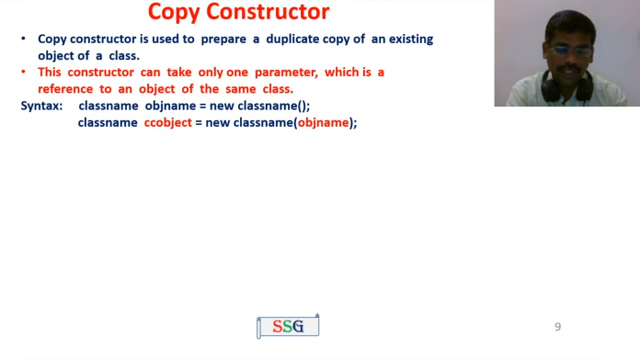 Copy Constructor
• Copy constructor is used to prepare a duplicate copy of an existing
object of a class.
• This constructor can take only one parameter, which is a
reference to an object of the same class.
Syntax: classname objname = new classname();
classname ccobject = new classname(objname);
SSG
9